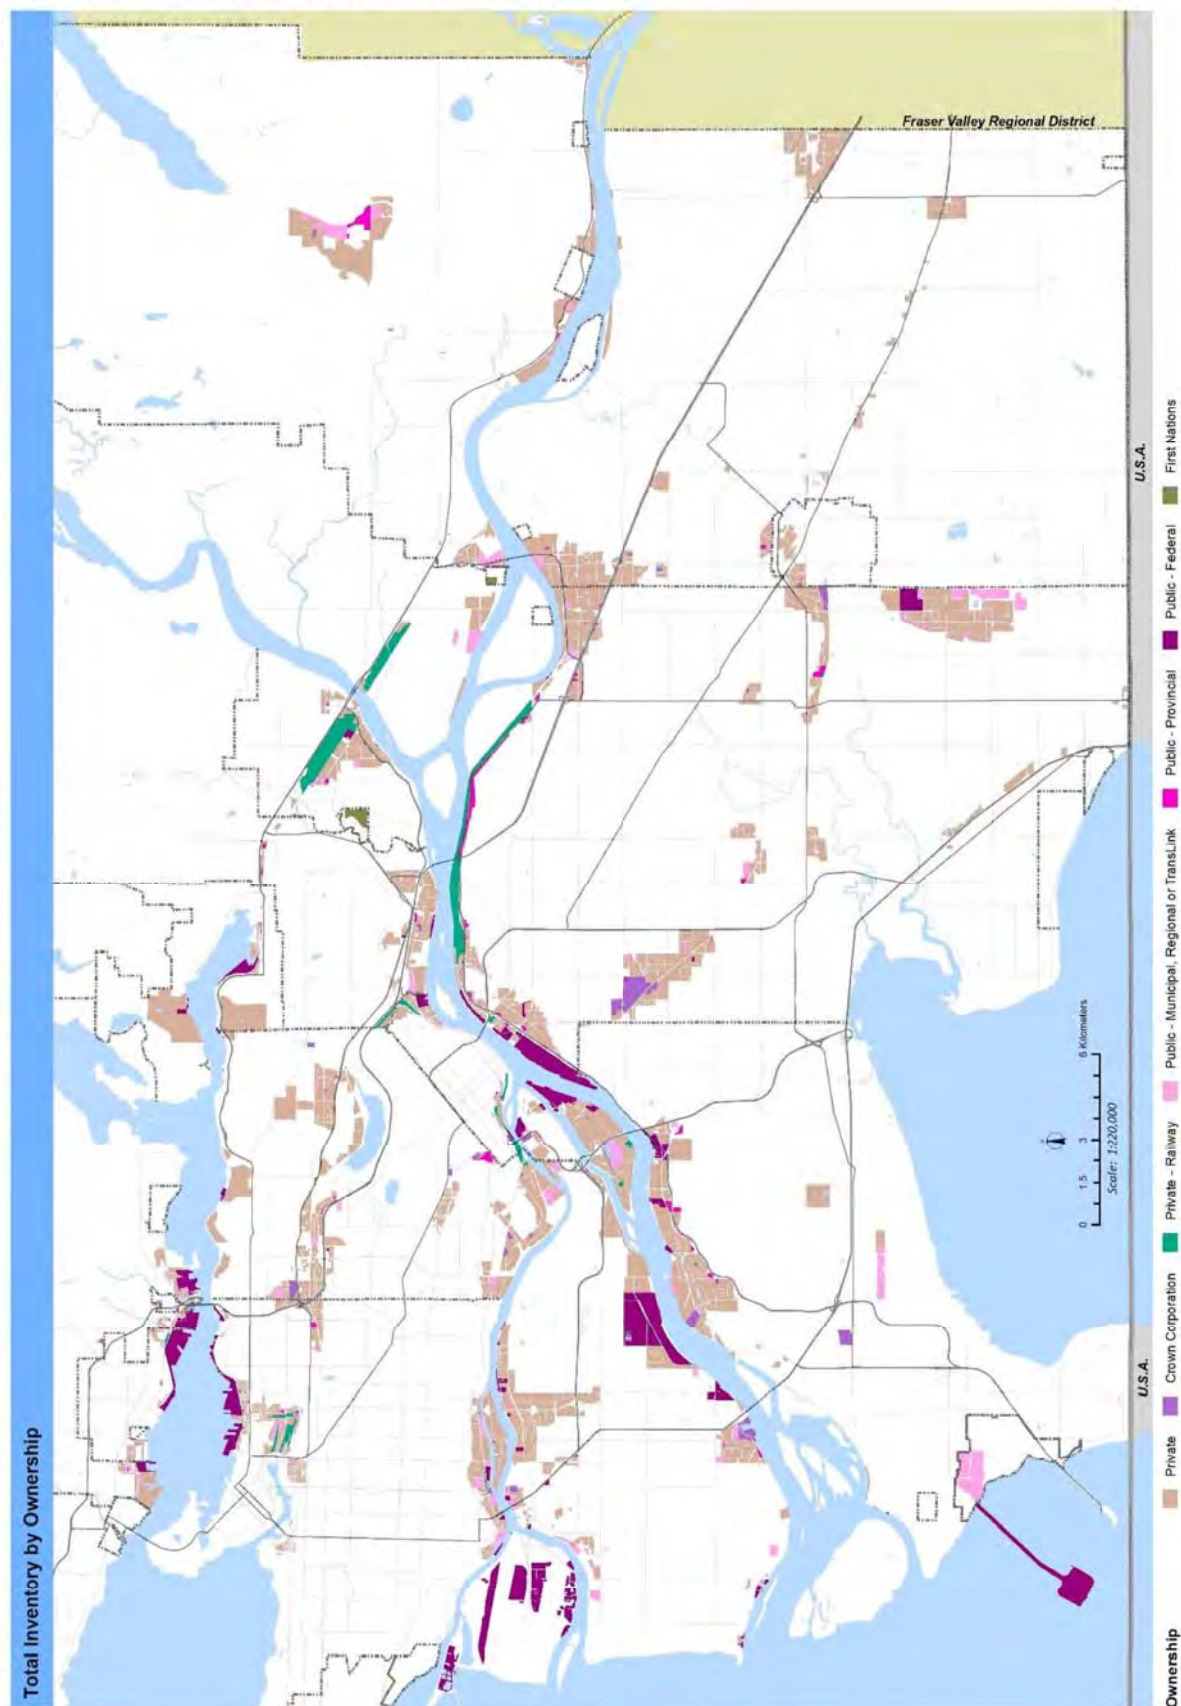 Total Inventory by Ownership
Fraser Valley Regional District
U.S.A.
U.S.A.
0 1.5 3 6 Kilometers
Scale: 1:220,000
Ownership
Private
Crown Corporation
Private - Railway
Public - Municipal, Regional or TransLink
Public - Provincial
Public - Federal
First Nations